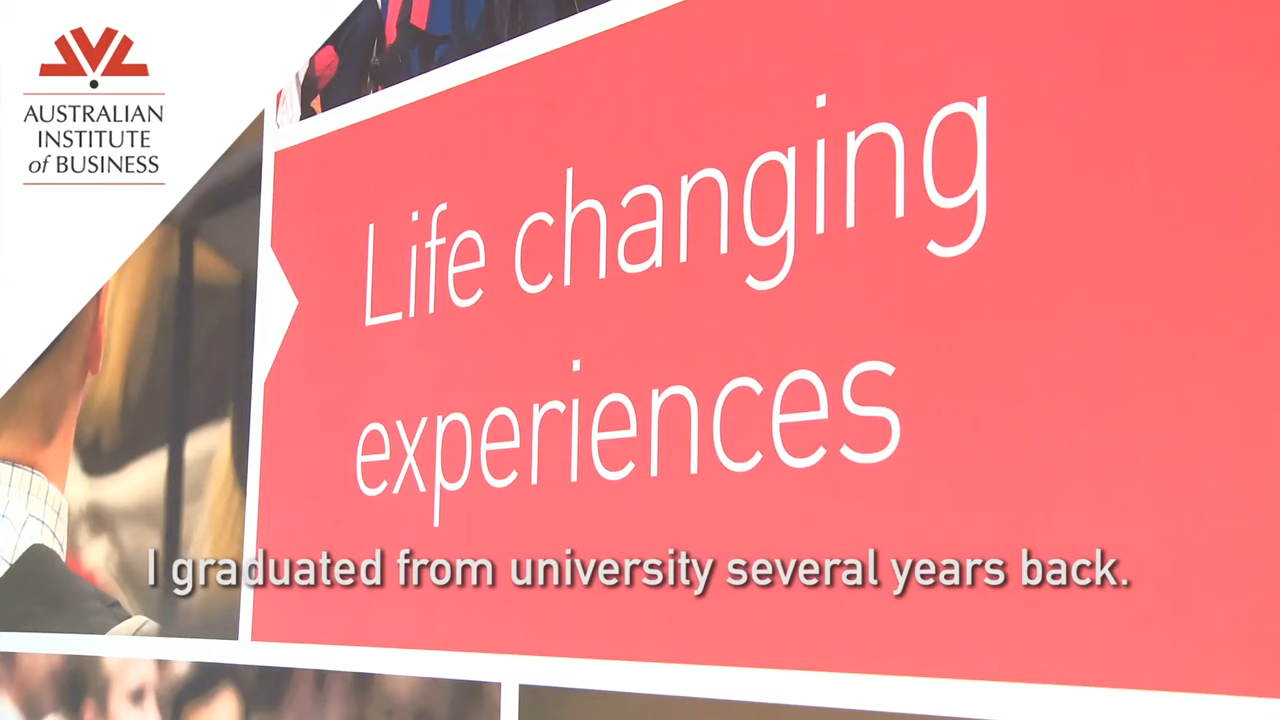 AUSTRALIAN
INSTITUTE
of BUSINESS
Life changing
experiences
I graduated from university several years back.